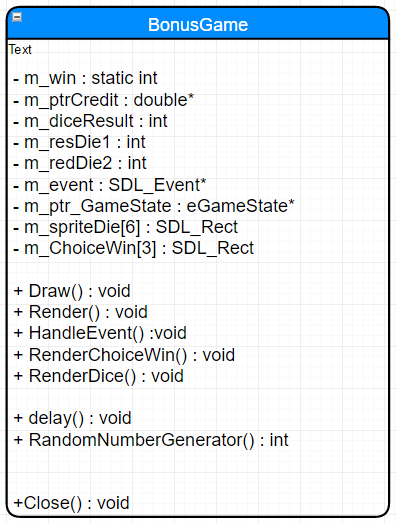 BonusGame
Text
- m_win : static int
- m_ptrCredit : double*
- m_diceResult : int
- m_resDie1 : int
- m_redDie2 : int
- m_event : SDL_Event*
- m_ptr_GameState : eGameState*
- m_spriteDie[6] : SDL_Rect
- m_ChoiceWin[3] : SDL_Rect
+ Draw() : void
+ Render() : void
+ HandleEvent() :void
+ RenderChoiceWin() : void
+ RenderDice() : void
+ delay() : void
+ RandomNumberGenerator() : int
+Close() : void